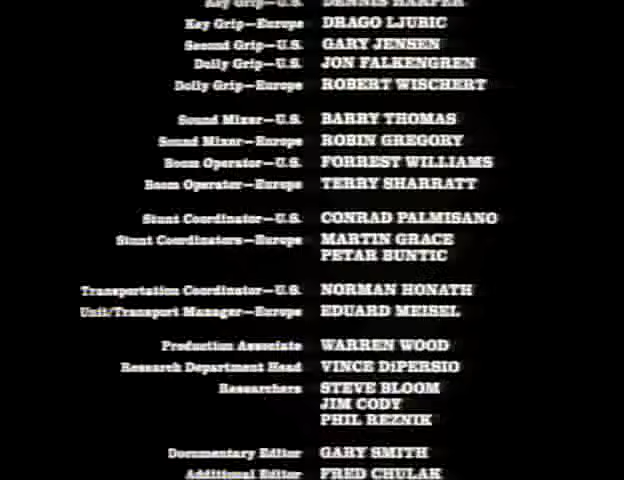 Key Grip—U.S. DENNIS HARPER
Key Grip—Europe DRAGO LJUBIC
Second Grip—U.S. GARY JENSEN
Dolly Grip—U.S. JON FALKENGREN
Dolly Grip—Europe ROBERT WISCHERT
Sound Mixer—U.S. BARRY THOMAS
Sound Mixer—Europe ROBIN GREGORY
Boom Operator—U.S. FORREST WILLIAMS
Boom Operator—Europe TERRY SHARRATT
Stunt Coordinator—U.S. CONRAD PALMISANO
Stunt Coordinators—Europe MARTIN GRACE
PETAR BUNTIC
Transportation Coordinator—U.S. NORMAN HONATH
Unit/Transport Manager—Europe EDUARD MEISEL
Production Associate WARREN WOOD
Research Department Head VINCE DiPERSIO
Researchers STEVE BLOOM
JIM CODY
PHIL REZNIK
Documentary Editor GARY SMITH
Additional Editor FRED CHULAK